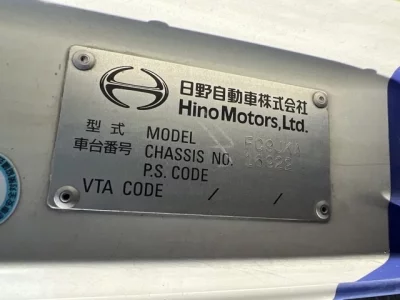 日野自動車株式会社
Hino Motors, Ltd.
型式 MODEL
車台番号 CHASSIS NO.
P.S. CODE
VTA CODE / /